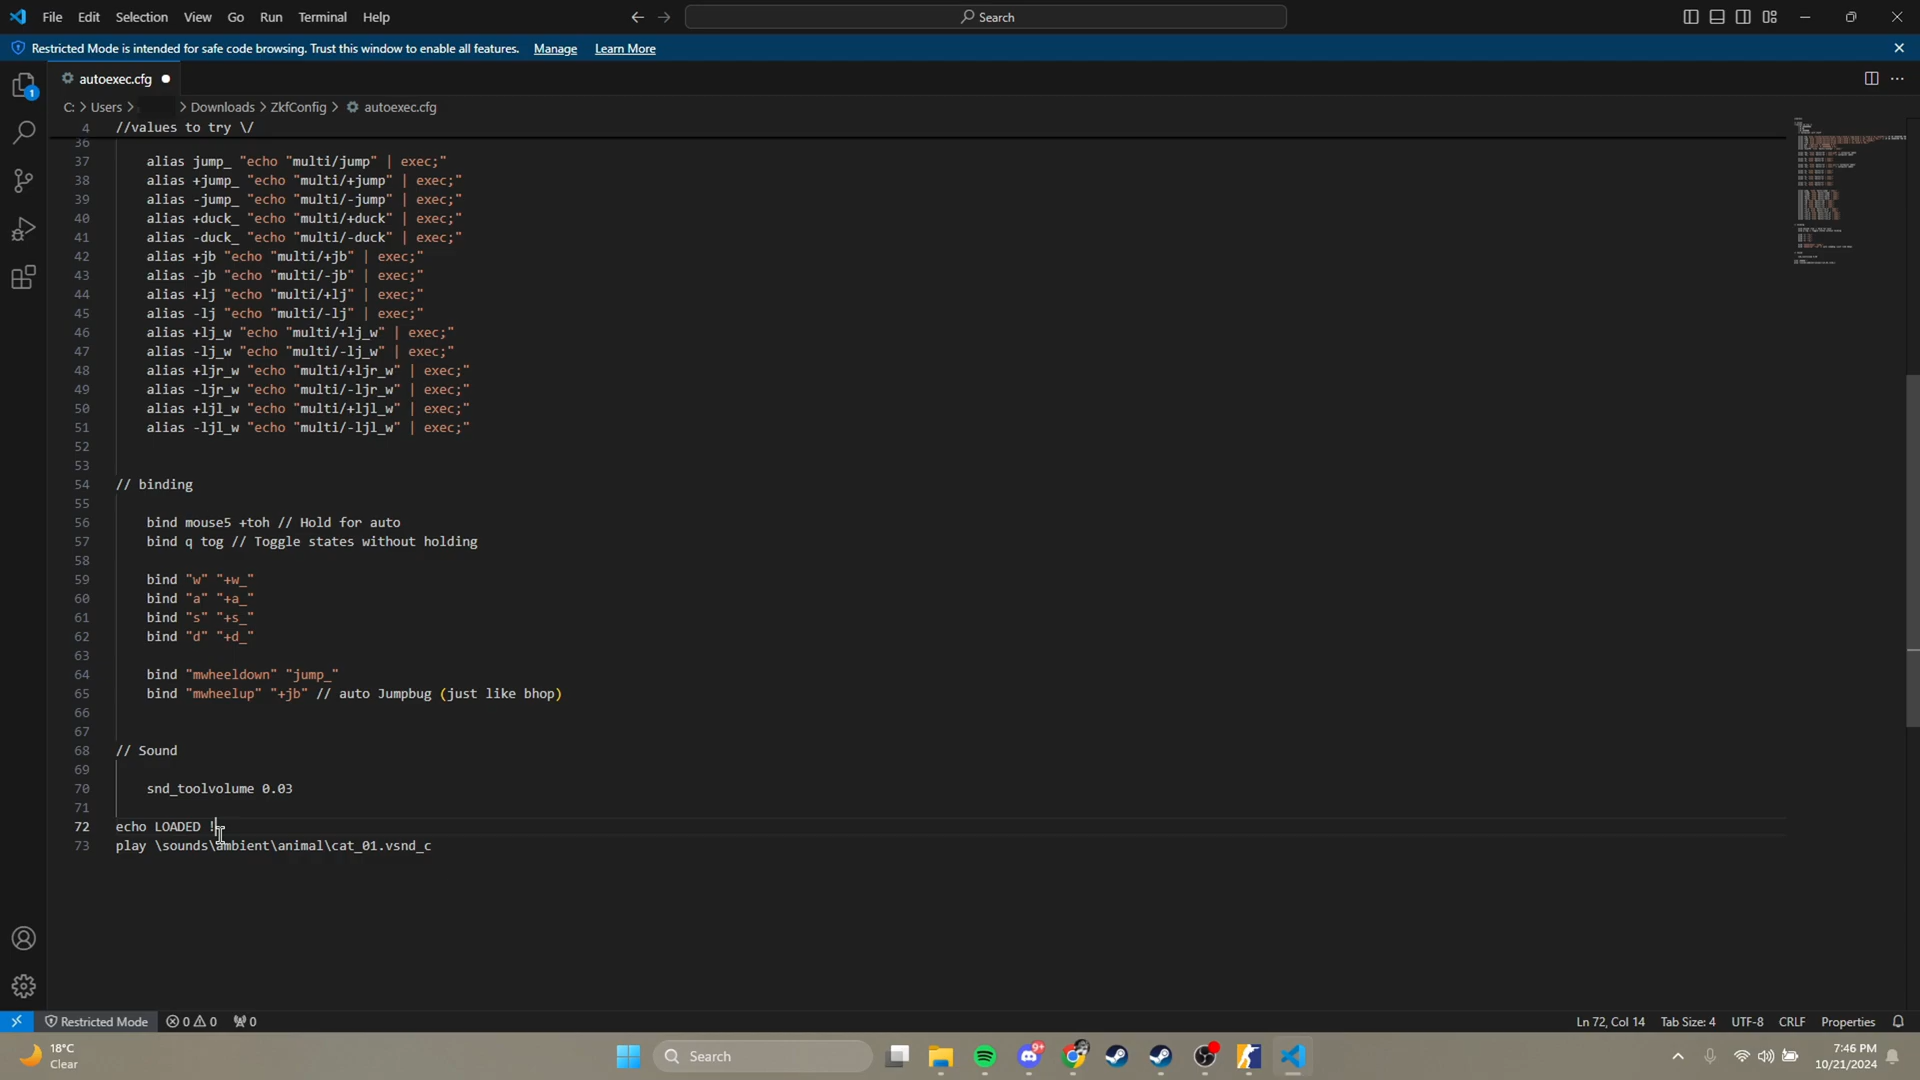 File Edit Selection View Go Run Terminal Help
Search
Restricted Mode is intended for safe code browsing. Trust this window to enable all features. Manage Learn More
autoexec.cfg
C: > Users > > Downloads > ZkfConfig > autoexec.cfg
4 //values to try \/
36
37 alias jump_ "echo "multi/jump" | exec;"
38 alias +jump_ "echo "multi/+jump" | exec;"
39 alias -jump_ "echo "multi/-jump" | exec;"
40 alias +duck_ "echo "multi/+duck" | exec;"
41 alias -duck_ "echo "multi/-duck" | exec;"
42 alias +jb "echo "multi/+jb" | exec;"
43 alias -jb "echo "multi/-jb" | exec;"
44 alias +lj "echo "multi/+lj" | exec;"
45 alias -lj "echo "multi/-lj" | exec;"
46 alias +lj_w "echo "multi/+lj_w" | exec;"
47 alias -lj_w "echo "multi/-lj_w" | exec;"
48 alias +ljr_w "echo "multi/+ljr_w" | exec;"
49 alias -ljr_w "echo "multi/-ljr_w" | exec;"
50 alias +ljl_w "echo "multi/+ljl_w" | exec;"
51 alias -ljl_w "echo "multi/-ljl_w" | exec;"
52
53
54 // binding
55
56 bind mouse5 +toh // Hold for auto
57 bind q tog // Toggle states without holding
58
59 bind "w" "+w_"
60 bind "a" "+a_"
61 bind "s" "+s_"
62 bind "d" "+d_"
63
64 bind "mwheeldown" "jump_"
65 bind "mwheelup" "+jb" // auto Jumpbug (just like bhop)
66
67
68 // Sound
69
70 snd_toolvolume 0.03
71
72 echo LOADED !
73 play \sounds\ambient\animal\cat_01.vsnd_c
1
Restricted Mode 0 0 0 Ln 72, Col 14 Tab Size: 4 UTF-8 CRLF Properties
18°C
Clear
Search
9+
7:46 PM
10/21/2024